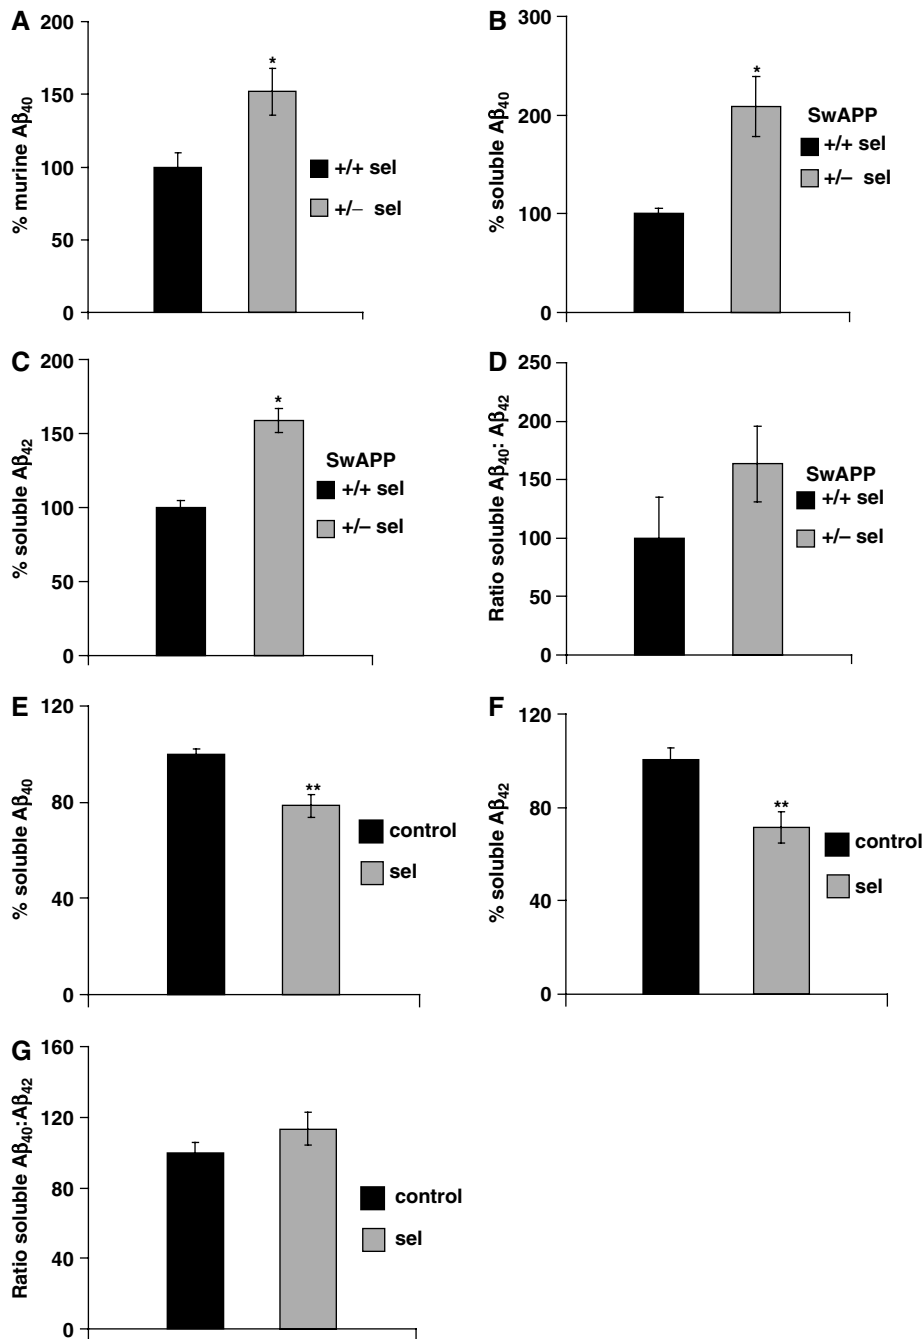 A
% murine Aβ40
200
150
100
50
0
*
+/+ sel
+/− sel
B
% soluble Aβ40
300
200
100
0
*
SwAPP
+/+ sel
+/− sel
C
% soluble Aβ42
200
150
100
50
0
*
SwAPP
+/+ sel
+/− sel
D
Ratio soluble Aβ40: Aβ42
250
200
150
100
50
0
SwAPP
+/+ sel
+/− sel
E
% soluble Aβ40
120
80
40
0
**
control
sel
F
% soluble Aβ42
120
80
40
0
**
control
sel
G
Ratio soluble Aβ40:Aβ42
160
120
80
40
0
control
sel